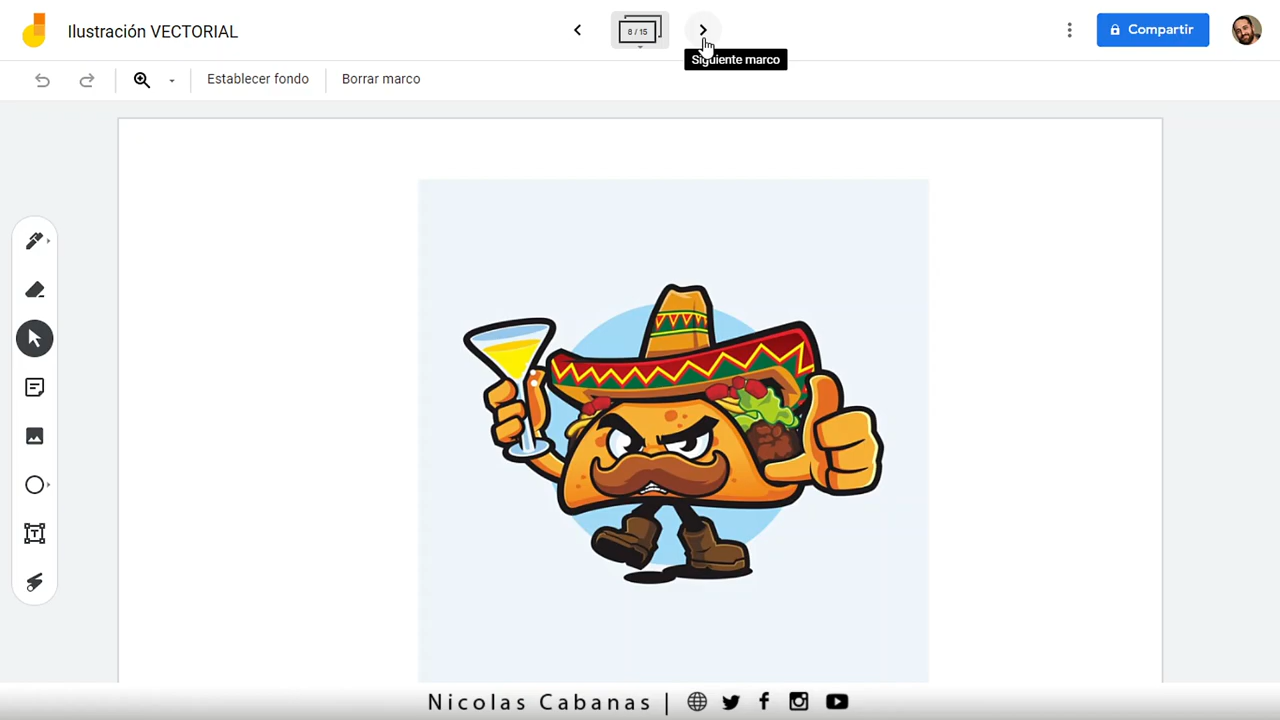 Ilustración VECTORIAL
8 / 15
Compartir
Siguiente marco
Establecer fondo
Borrar marco
T
Nicolas Cabanas |